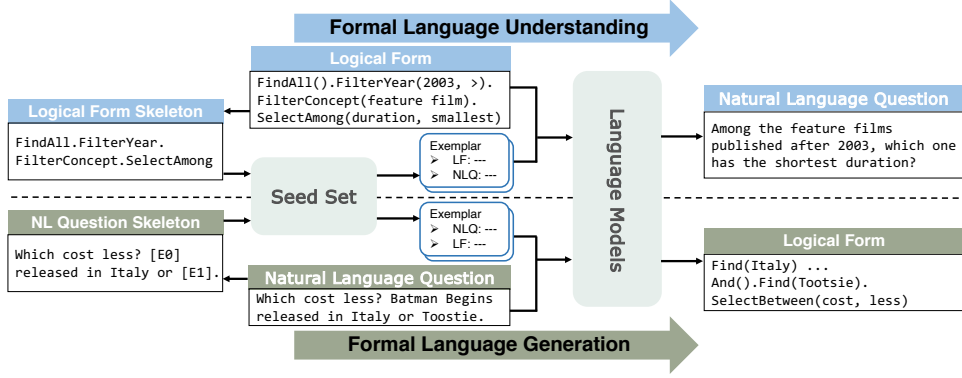 Formal Language Understanding
Logical Form
FindAll().FilterYear(2003, >).
FilterConcept(feature film).
SelectAmong(duration, smallest)
Logical Form Skeleton
FindAll.FilterYear.
FilterConcept.SelectAmong
Exemplar
➢ LF: ---
➢ NLQ: ---
Seed Set
Language Models
Natural Language Question
Among the feature films
published after 2003, which one
has the shortest duration?
NL Question Skeleton
Which cost less? [E0]
released in Italy or [E1].
Exemplar
➢ NLQ: ---
➢ LF: ---
Natural Language Question
Which cost less? Batman Begins
released in Italy or Toostie.
Logical Form
Find(Italy) ...
And().Find(Tootsie).
SelectBetween(cost, less)
Formal Language Generation